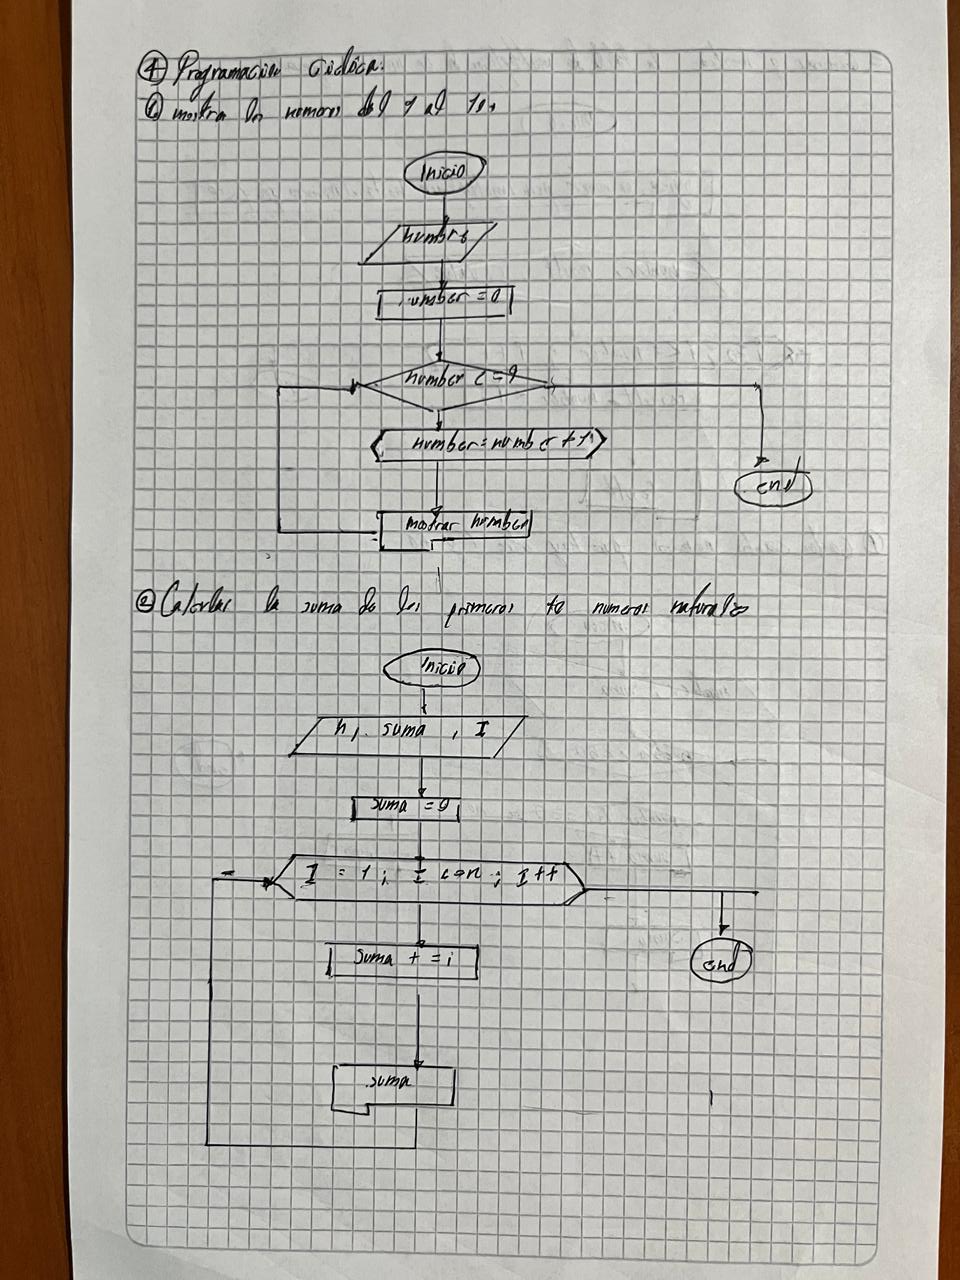 ④ Programación Ciclica.
① mostra los numeros del 1 al 10.
Inicio
number
number = 0
number <= 9
number = number + 1
end
mostrar number
② Calcular la suma de los primeros 10 numeros naturales
Inicio
n, suma , I
suma = 0
I = 1 ; I <= n ; I++
suma + = i
end
suma